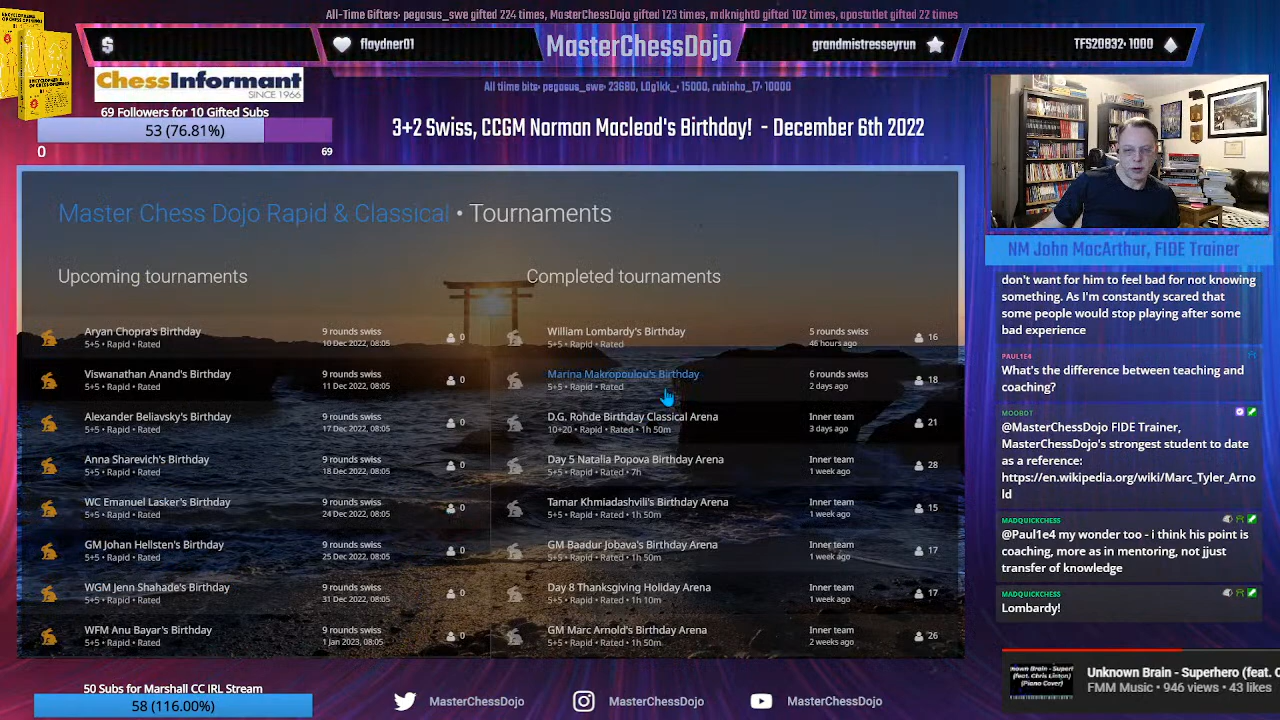 All-Time Gifters: pegasus_swe gifted 224 times, MasterChessDojo gifted 123 times, mdknight0 gifted 102 times, apostutlet gifted 22 times
$
flaydner01
MasterChessDojo
grandmistresseyrun
TFS20832: 1000
ChessInformant
SINCE 1966
All time bits: pegasus_swe: 23680, L0g1kk_: 15000, rubinho_17: 10000
69 Followers for 10 Gifted Subs
53 (76.81%)
0
69
3+2 Swiss, CCGM Norman Macleod's Birthday! - December 6th 2022
NM John MacArthur, FIDE Trainer
Master Chess Dojo Rapid & Classical • Tournaments
Upcoming tournaments
Aryan Chopra's Birthday 9 rounds swiss 0
5+5 • Rapid • Rated 10 Dec 2022, 08:05
Viswanathan Anand's Birthday 9 rounds swiss 0
5+5 • Rapid • Rated 11 Dec 2022, 08:05
Alexander Beliavsky's Birthday 9 rounds swiss 0
5+5 • Rapid • Rated 17 Dec 2022, 08:05
Anna Sharevich's Birthday 9 rounds swiss 0
5+5 • Rapid • Rated 18 Dec 2022, 08:05
WC Emanuel Lasker's Birthday 9 rounds swiss 0
5+5 • Rapid • Rated 24 Dec 2022, 08:05
GM Johan Hellsten's Birthday 9 rounds swiss 0
5+5 • Rapid • Rated 25 Dec 2022, 08:05
WGM Jenn Shahade's Birthday 9 rounds swiss 0
5+5 • Rapid • Rated 31 Dec 2022, 08:05
WFM Anu Bayar's Birthday 9 rounds swiss 0
5+5 • Rapid • Rated 1 Jan 2023, 08:05
Completed tournaments
William Lombardy's Birthday 5 rounds swiss 16
5+5 • Rapid • Rated 46 hours ago
Marina Makropoulou's Birthday 6 rounds swiss 18
5+5 • Rapid • Rated 2 days ago
D.G. Rohde Birthday Classical Arena Inner team 21
10+20 • Rapid • Rated • 1h 50m 3 days ago
Day 5 Natalia Popova Birthday Arena Inner team 28
5+5 • Rapid • Rated • 7h 1 week ago
Tamar Khmiadashvili's Birthday Arena Inner team 15
5+5 • Rapid • Rated • 1h 50m 1 week ago
GM Baadur Jobava's Birthday Arena Inner team 17
5+5 • Rapid • Rated • 1h 50m 1 week ago
Day 8 Thanksgiving Holiday Arena Inner team 17
5+5 • Rapid • Rated • 1h 10m 1 week ago
GM Marc Arnold's Birthday Arena Inner team 26
5+5 • Rapid • Rated • 1h 50m 2 weeks ago
don't want for him to feel bad for not knowing
something. As I'm constantly scared that
some people would stop playing after some
bad experience
PAUL1E4
What's the difference between teaching and
coaching?
MOOBOT
@MasterChessDojo FIDE Trainer,
MasterChessDojo's strongest student to date
as a reference:
https://en.wikipedia.org/wiki/Marc_Tyler_Arno
ld
MADQUICKCHESS
@Paul1e4 my wonder too - i think his point is
coaching, more as in mentoring, not jjust
transfer of knowledge
MADQUICKCHESS
Lombardy!
Unknown Brain - Superhero (feat. C
FMM Music • 946 views • 43 likes
50 Subs for Marshall CC IRL Stream
58 (116.00%)
MasterChessDojo
MasterChessDojo
MasterChessDojo